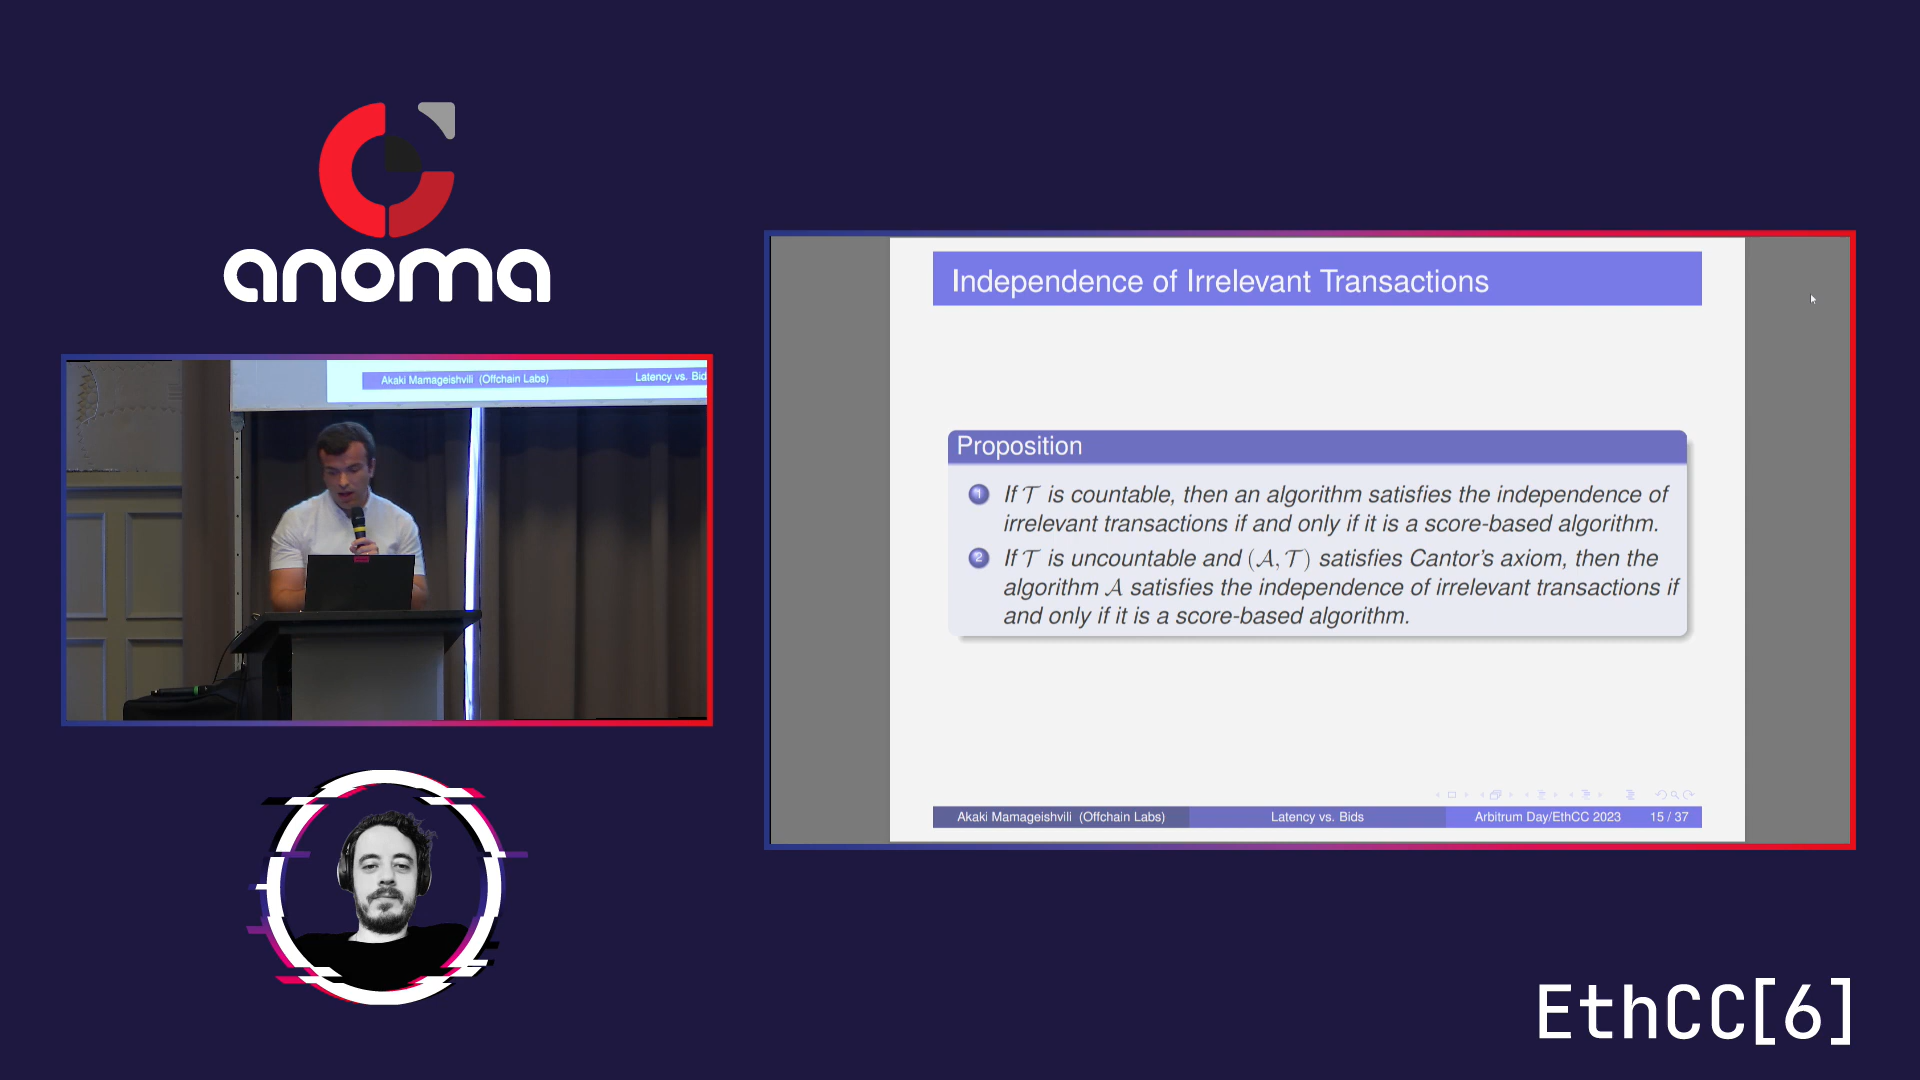 anoma
Akaki Mamageishvili (Offchain Labs)
Latency vs. Bid
Independence of Irrelevant Transactions
Proposition
1 If 𝒯 is countable, then an algorithm satisfies the independence of
irrelevant transactions if and only if it is a score-based algorithm.
2 If 𝒯 is uncountable and (𝒜, 𝒯) satisfies Cantor's axiom, then the
algorithm 𝒜 satisfies the independence of irrelevant transactions if
and only if it is a score-based algorithm.
Akaki Mamageishvili (Offchain Labs) Latency vs. Bids Arbitrum Day/EthCC 2023 15 / 37
EthCC[6]